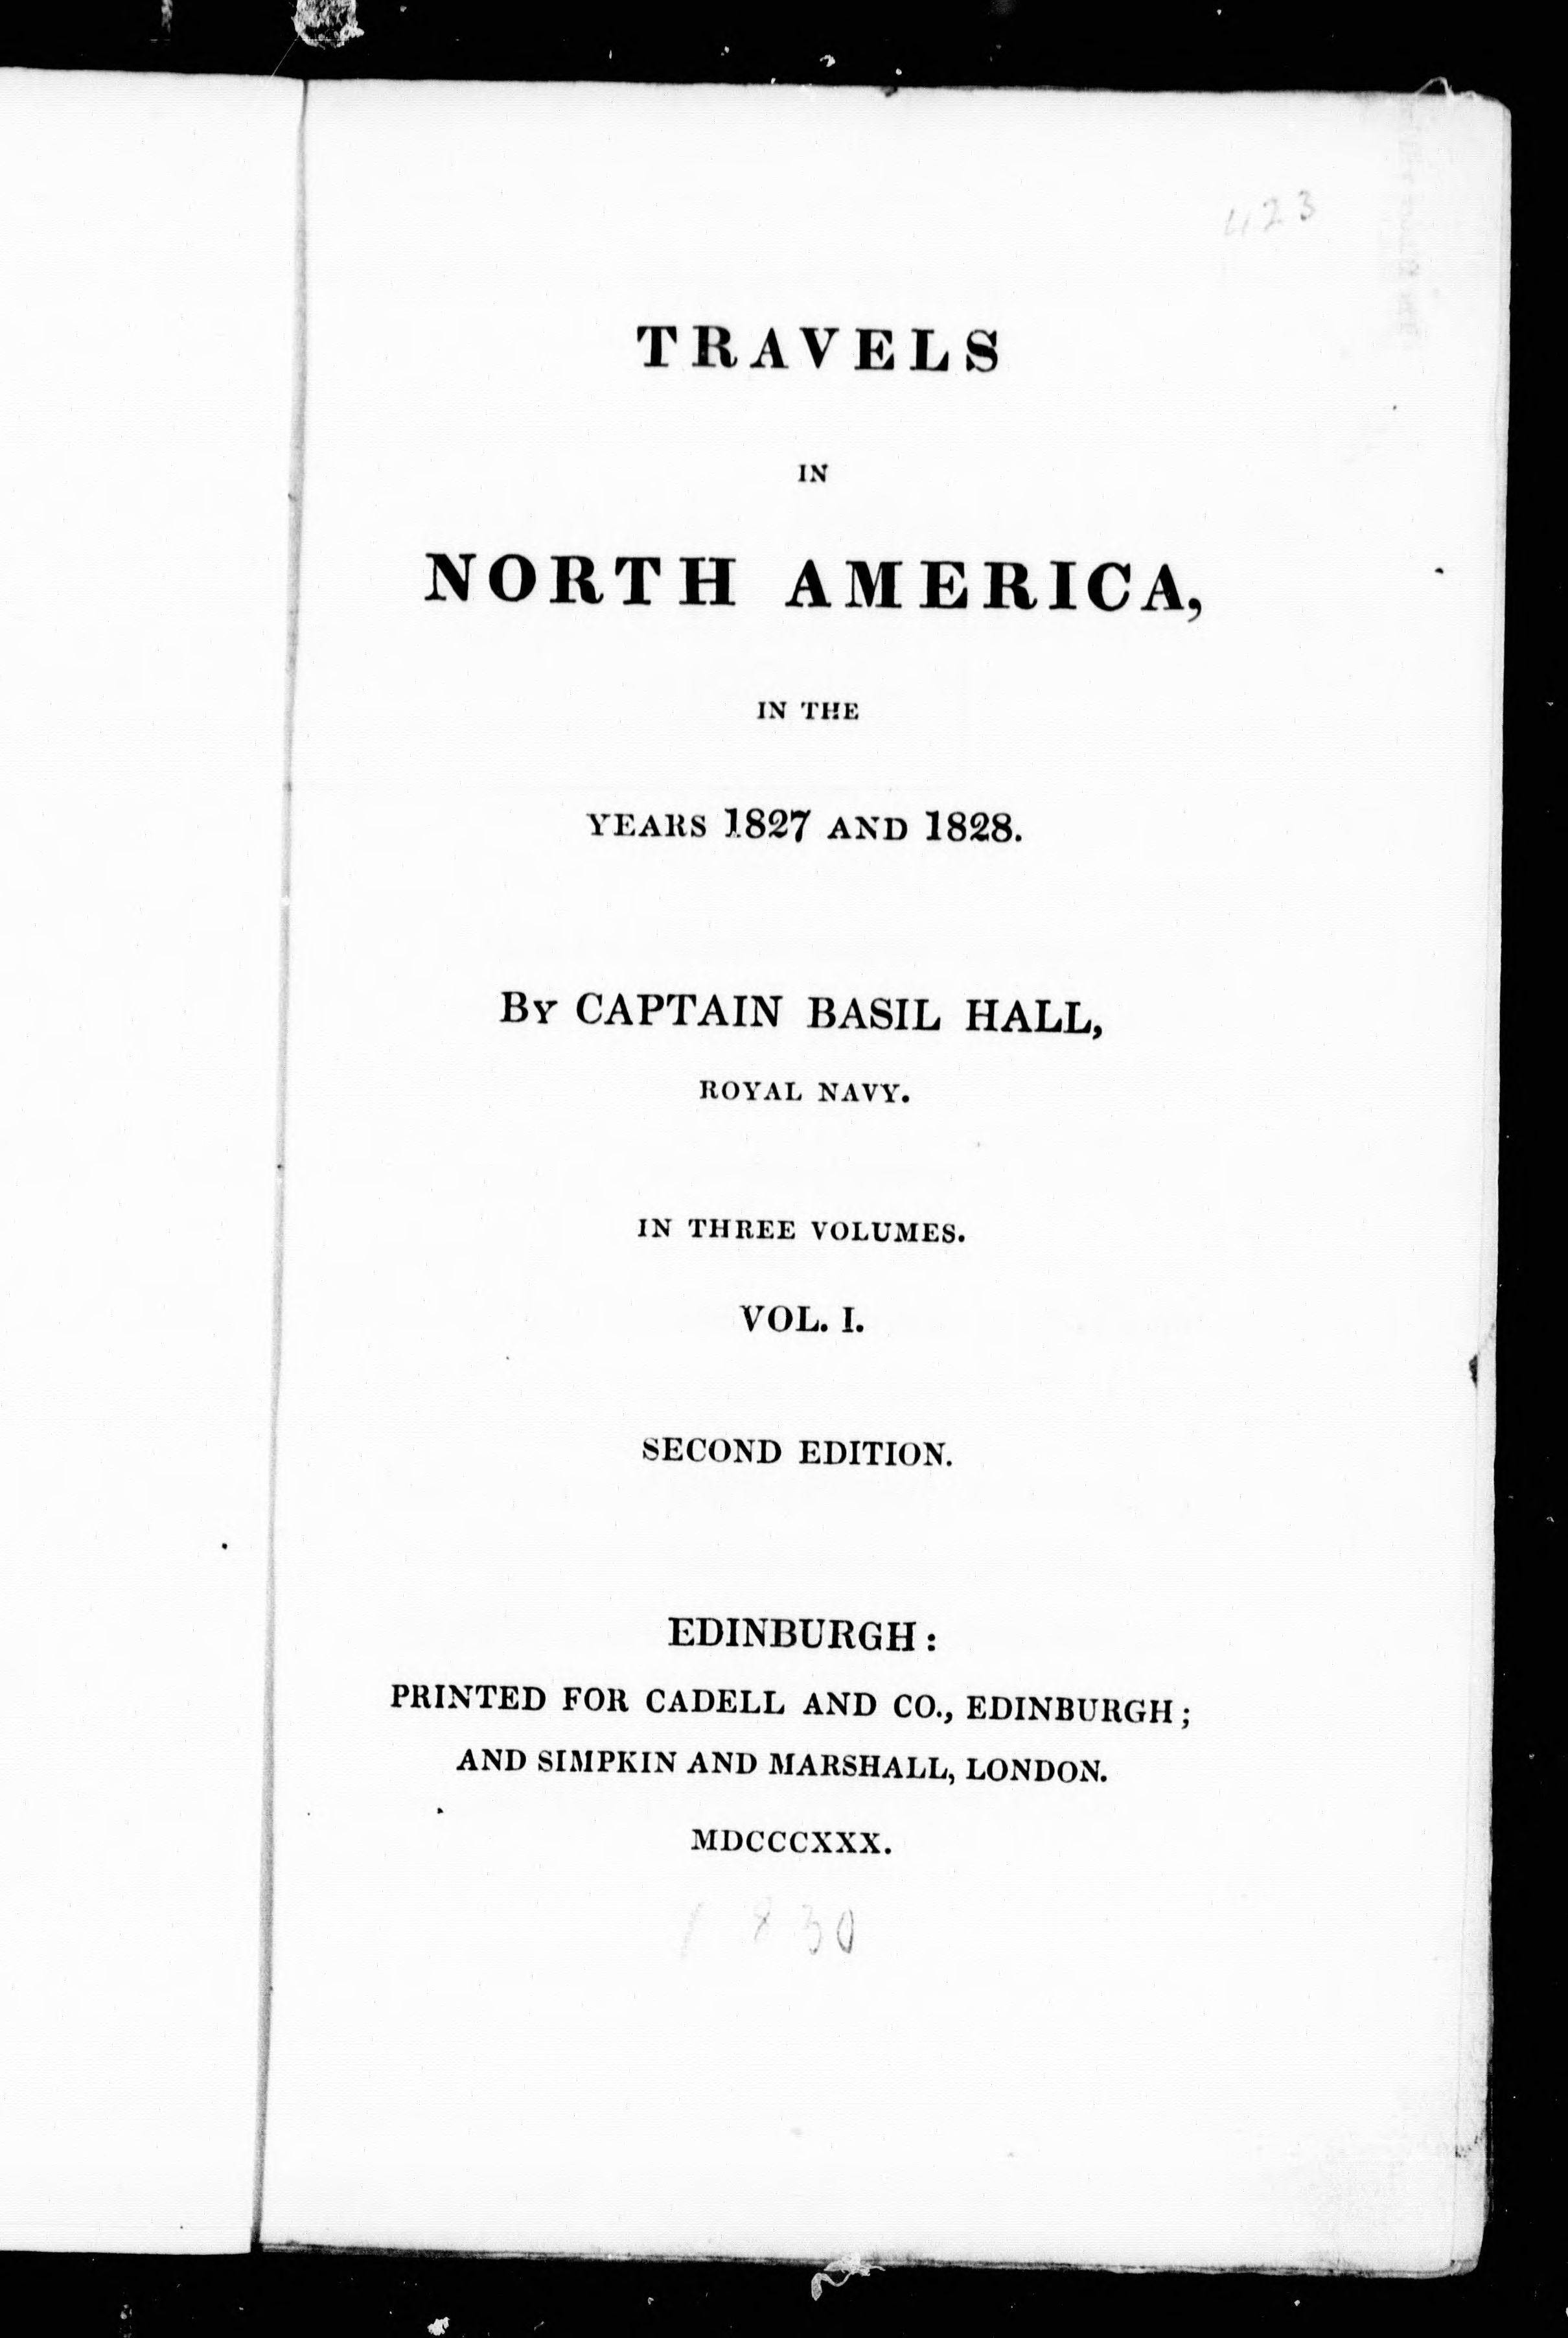 423
TRAVELS
IN
NORTH AMERICA,
IN THE
YEARS 1827 AND 1828.
By CAPTAIN BASIL HALL,
ROYAL NAVY.
IN THREE VOLUMES.
VOL. I.
SECOND EDITION.
EDINBURGH:
PRINTED FOR CADELL AND CO., EDINBURGH;
AND SIMPKIN AND MARSHALL, LONDON.
MDCCCXXX.
1830